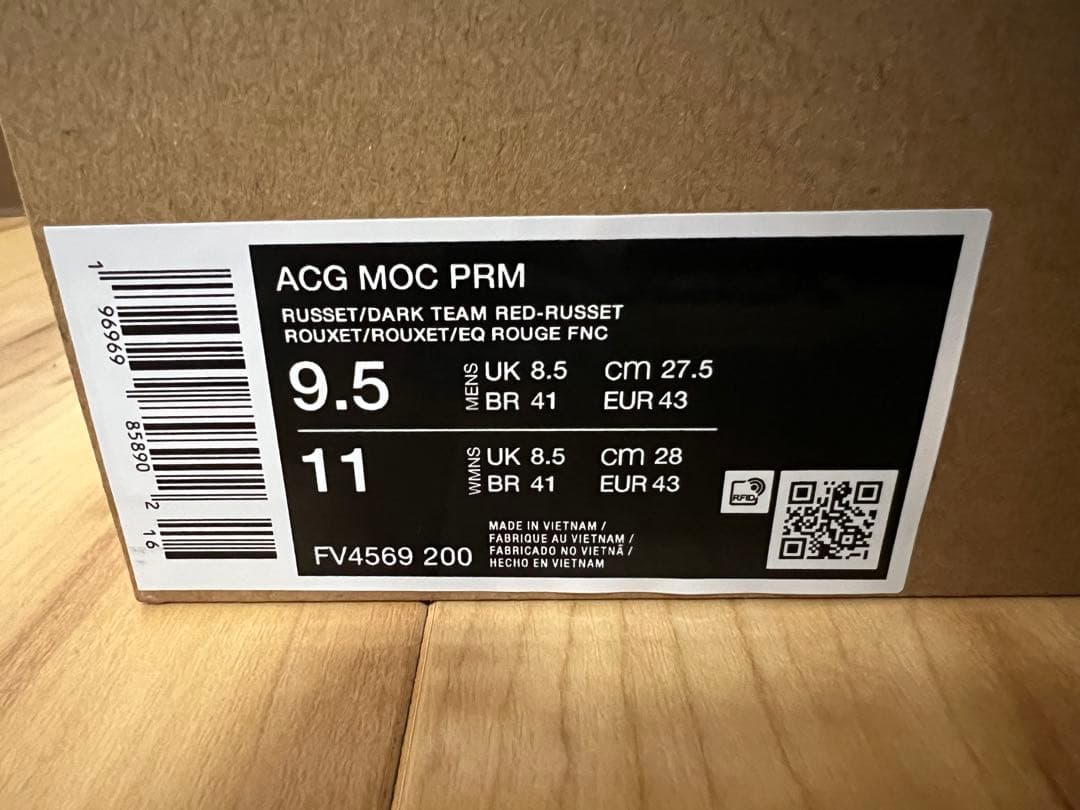 ACG MOC PRM
RUSSET/DARK TEAM RED-RUSSET
ROUXET/ROUXET/EQ ROUGE FNC
9.5 MENS UK 8.5 cm 27.5
BR 41 EUR 43
11 WMNS UK 8.5 cm 28
BR 41 EUR 43
RFID
FV4569 200
MADE IN VIETNAM /
FABRIQUE AU VIETNAM /
FABRICADO NO VIETNÃ /
HECHO EN VIETNAM
1 96969 85890 2 16